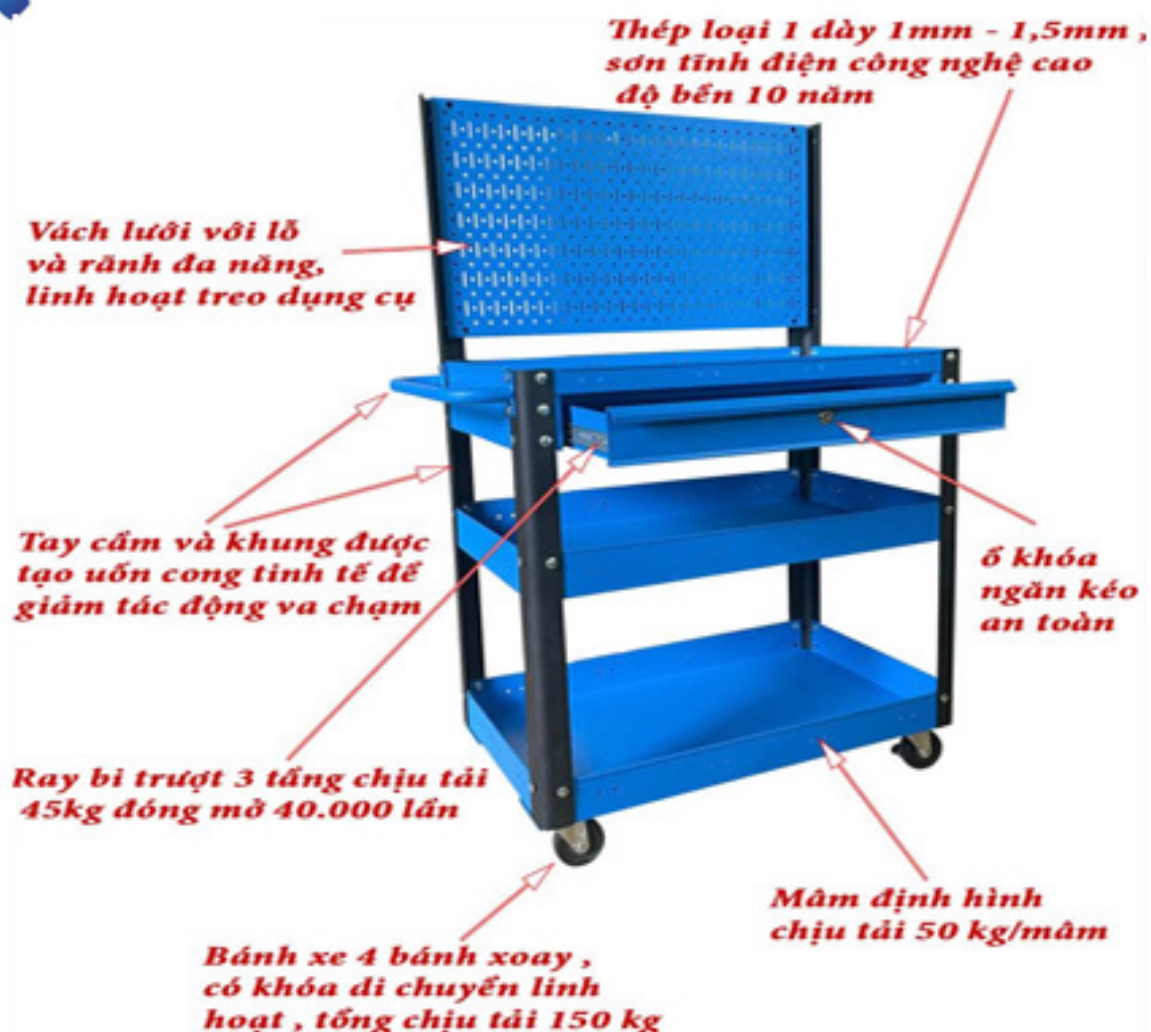 Thép loại 1 dày 1mm - 1,5mm ,
sơn tĩnh điện công nghệ cao
độ bền 10 năm
Vách lưới với lỗ
và rãnh đa năng,
linh hoạt treo dụng cụ
Tay cầm và khung được
tạo uốn cong tinh tế để
giảm tác động va chạm
ổ khóa
ngăn kéo
an toàn
Ray bi trượt 3 tầng chịu tải
45kg đóng mở 40.000 lần
Mâm định hình
chịu tải 50 kg/mâm
Bánh xe 4 bánh xoay ,
có khóa di chuyển linh
hoạt , tổng chịu tải 150 kg